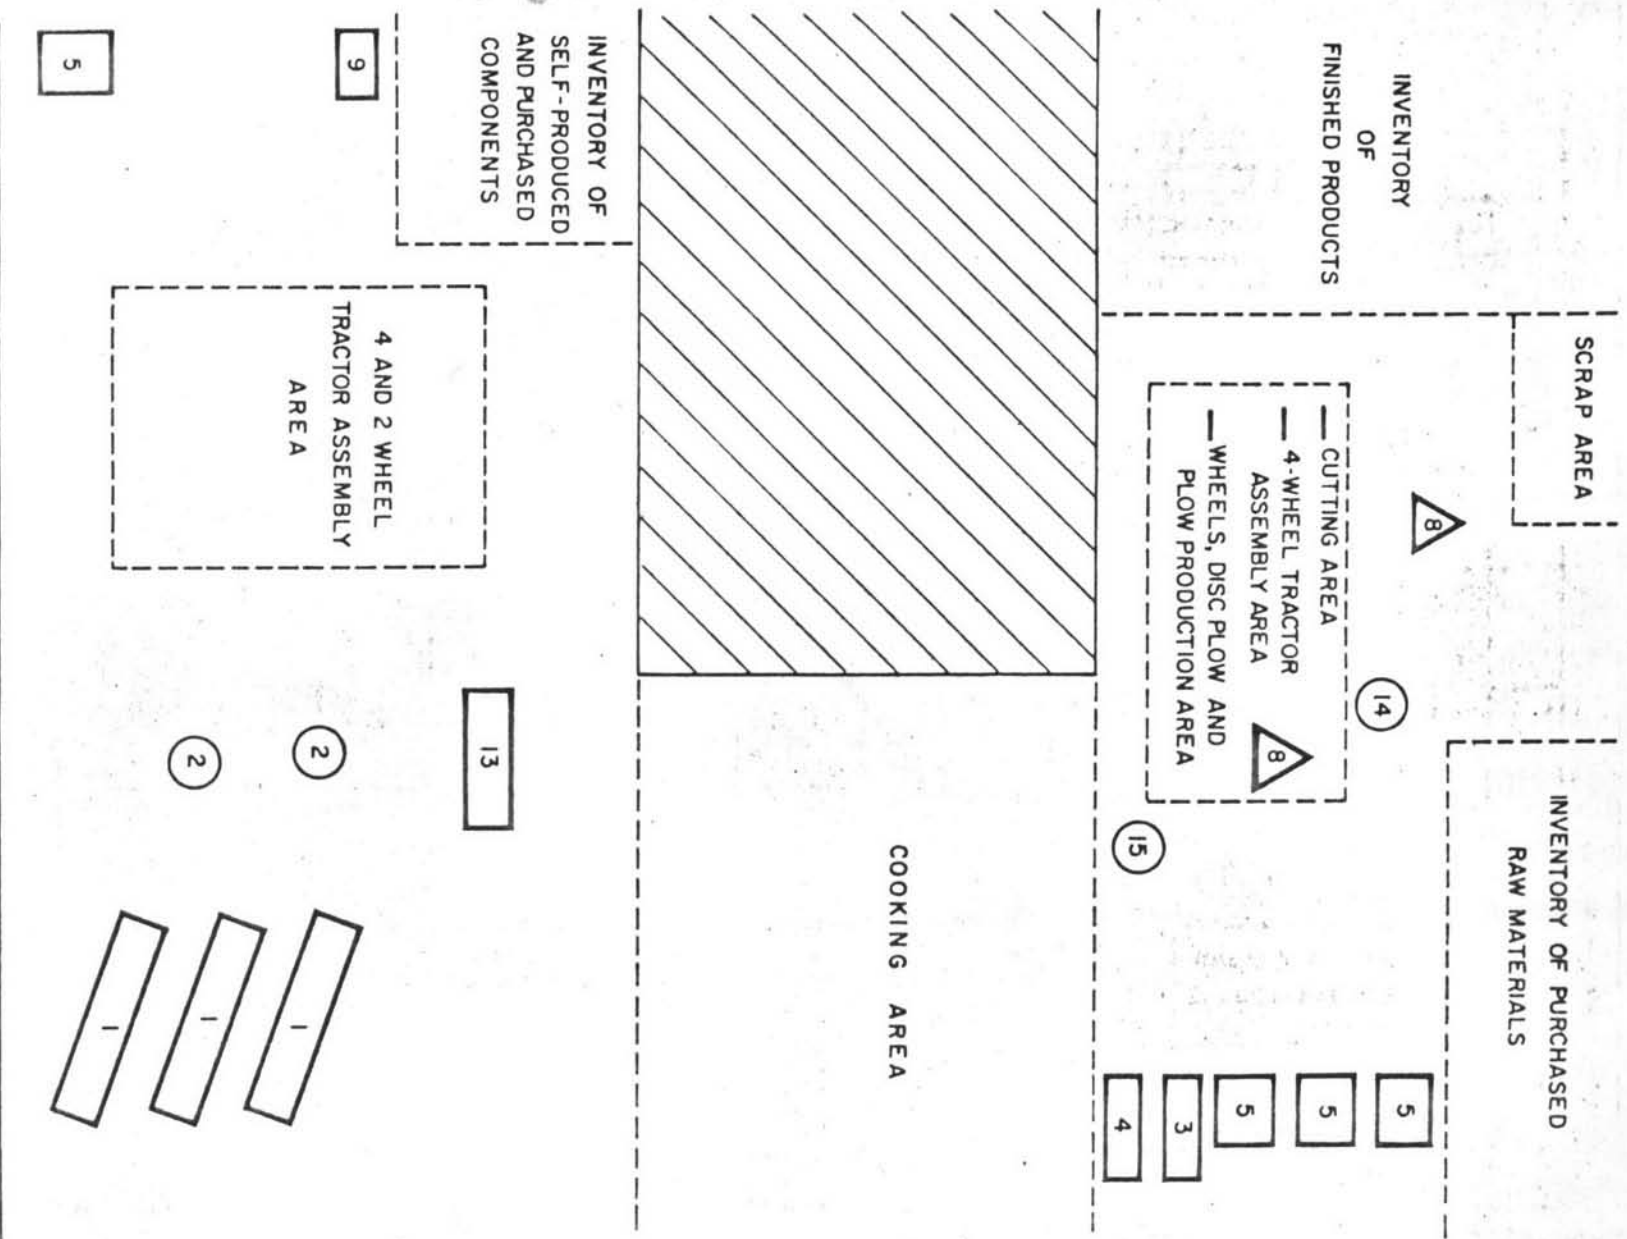 SCRAP AREA
INVENTORY OF PURCHASED
RAW MATERIALS
INVENTORY
OF
FINISHED PRODUCTS
8
14
5
5
5
3
4
— CUTTING AREA
— 4-WHEEL TRACTOR
ASSEMBLY AREA
— WHEELS, DISC PLOW AND
PLOW PRODUCTION AREA
8
15
COOKING AREA
INVENTORY OF
SELF-PRODUCED
AND PURCHASED
COMPONENTS
9
5
4 AND 2 WHEEL
TRACTOR ASSEMBLY
AREA
13
2
2
1
1
1